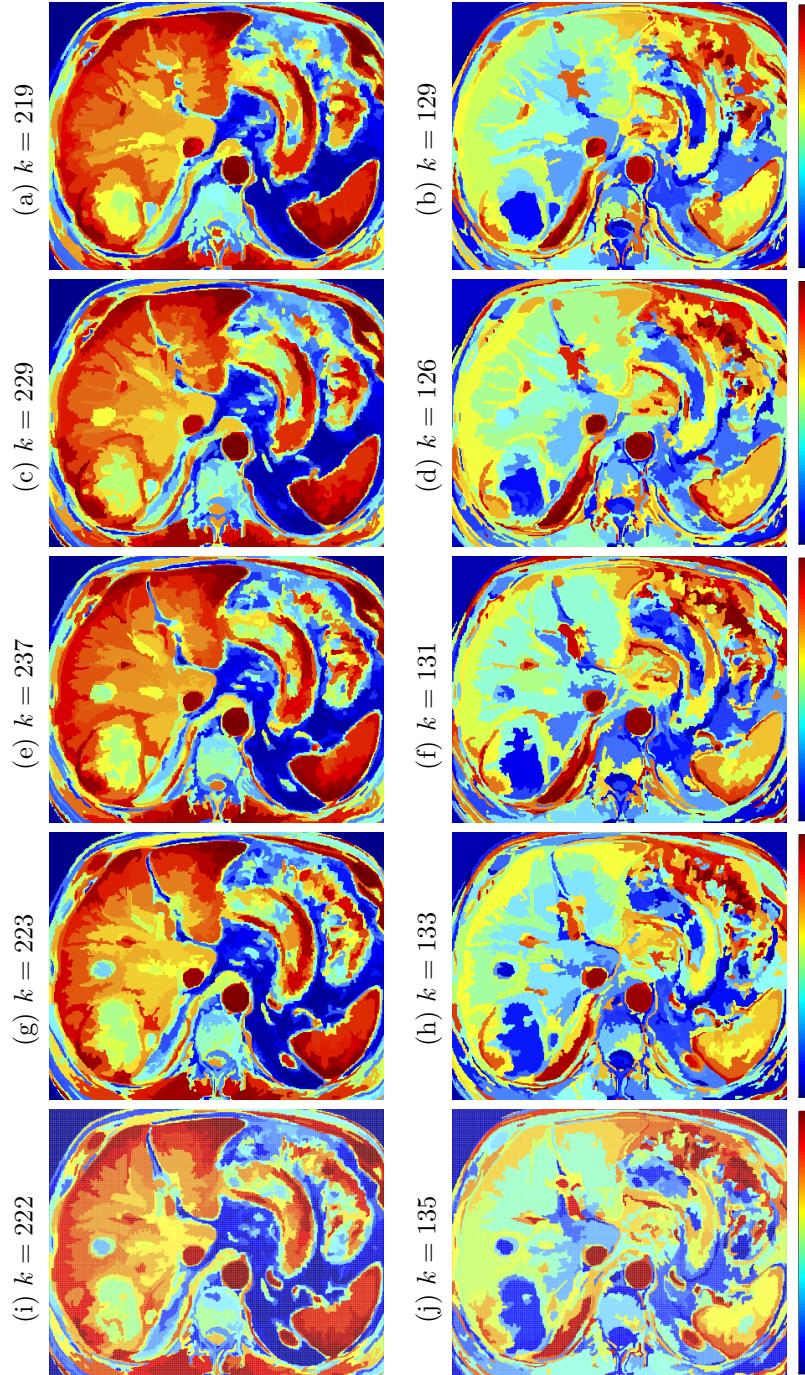 (a) k = 219
(b) k = 129
(c) k = 229
(d) k = 126
(e) k = 237
(f) k = 131
(g) k = 223
(h) k = 133
(i) k = 222
(j) k = 135